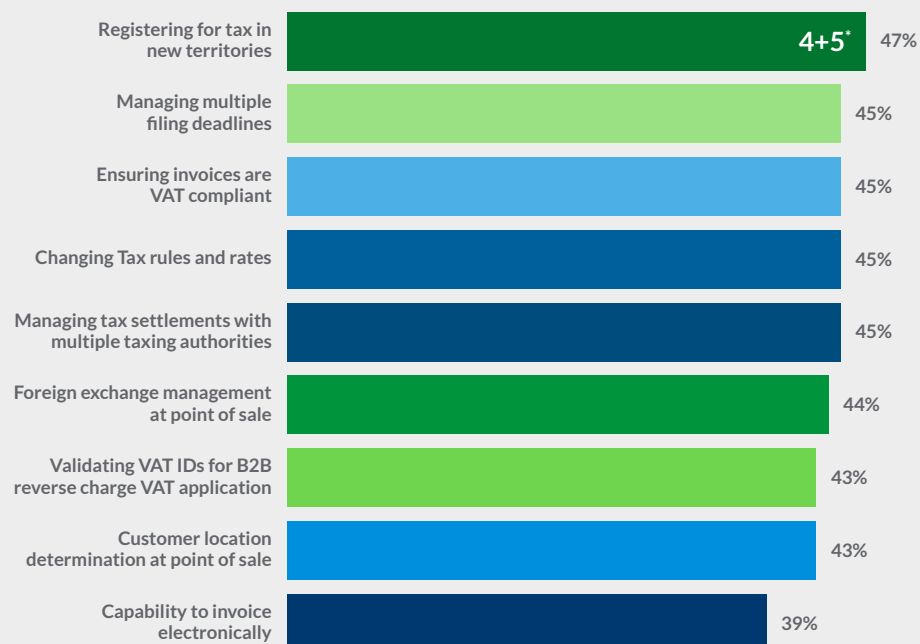 Registering for tax in
new territories
4+5*
47%
Managing multiple
filing deadlines
45%
Ensuring invoices are
VAT compliant
45%
Changing Tax rules and rates
45%
Managing tax settlements with
multiple taxing authorities
45%
Foreign exchange management
at point of sale
44%
Validating VAT IDs for B2B
reverse charge VAT application
43%
Customer location
determination at point of sale
43%
Capability to invoice
electronically
39%